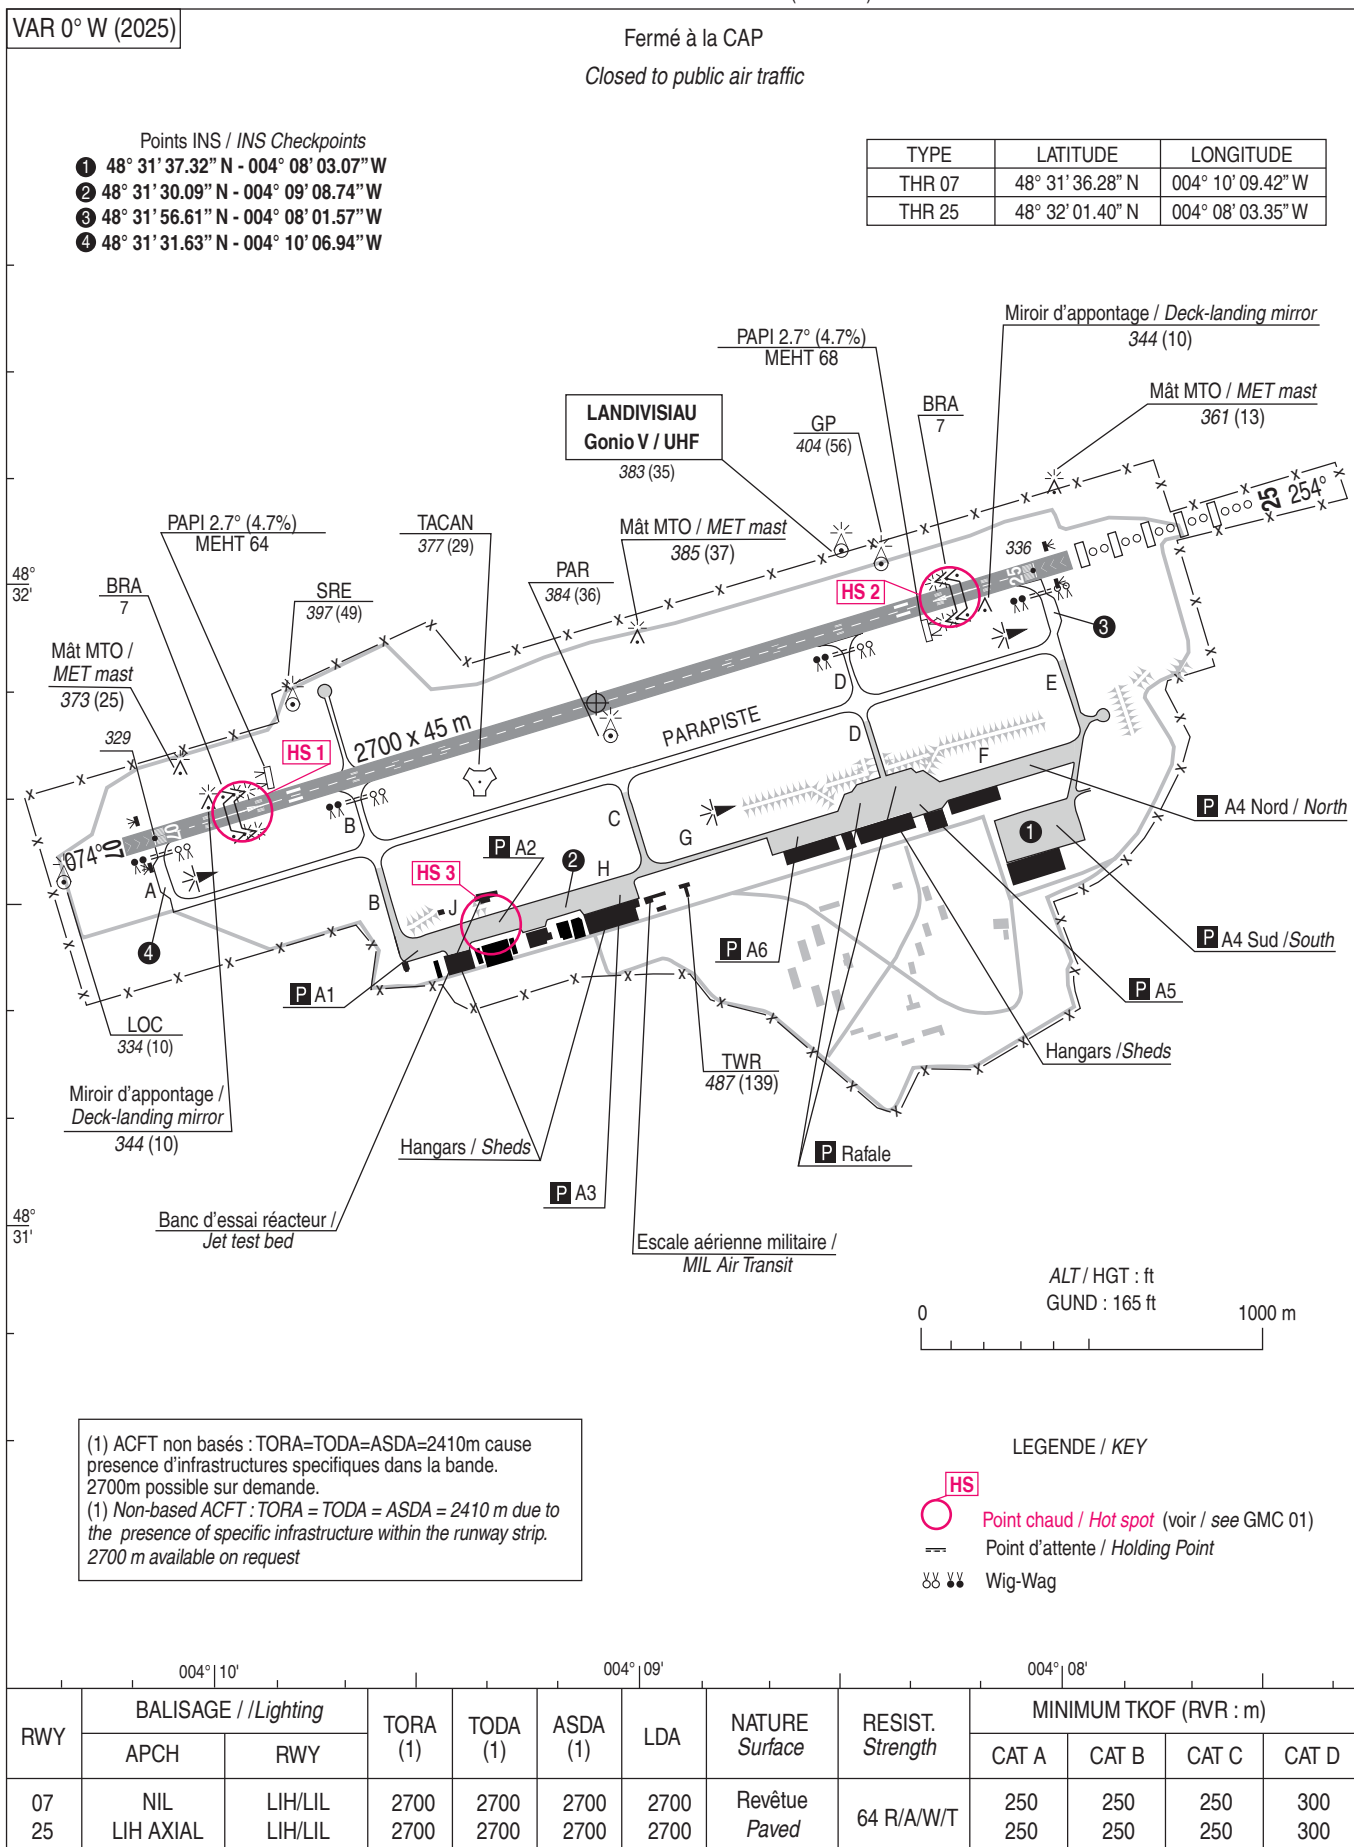 VAR 0° W (2025)
Fermé à la CAP
Closed to public air traffic
Points INS / INS Checkpoints
1 48° 31' 37.32" N - 004° 08' 03.07" W
2 48° 31' 30.09" N - 004° 09' 08.74" W
3 48° 31' 56.61" N - 004° 08' 01.57" W
4 48° 31' 31.63" N - 004° 10' 06.94" W
TYPE LATITUDE LONGITUDE
THR 07 48° 31' 36.28" N 004° 10' 09.42" W
THR 25 48° 32' 01.40" N 004° 08' 03.35" W
Miroir d'appontage / Deck-landing mirror
344 (10)
PAPI 2.7° (4.7%)
MEHT 68
Mât MTO / MET mast
361 (13)
BRA
7
LANDIVISIAU
Gonio V / UHF
383 (35)
GP
404 (56)
25 254°
PAPI 2.7° (4.7%)
MEHT 64
TACAN
377 (29)
Mât MTO / MET mast
385 (37)
336
25
PAR
384 (36)
48°
32'
BRA
7
SRE
397 (49)
HS 2
3
Mât MTO /
MET mast
373 (25)
D
E
329
PARAPISTE
D
HS 1
2700 x 45 m
F
P A4 Nord / North
C
B
07
074° 07
G
1
P A2
2
H
HS 3
A
B
J
4
P A6
P A4 Sud /South
P A1
P A5
LOC
334 (10)
Hangars /Sheds
TWR
487 (139)
Miroir d'appontage /
Deck-landing mirror
344 (10)
Hangars / Sheds
P Rafale
P A3
48°
31'
Banc d'essai réacteur /
Jet test bed
Escale aérienne militaire /
MIL Air Transit
ALT / HGT : ft
GUND : 165 ft
0 1000 m
(1) ACFT non basés : TORA=TODA=ASDA=2410m cause
presence d'infrastructures specifiques dans la bande.
2700m possible sur demande.
(1) Non-based ACFT : TORA = TODA = ASDA = 2410 m due to
the presence of specific infrastructure within the runway strip.
2700 m available on request
LEGENDE / KEY
HS
Point chaud / Hot spot (voir / see GMC 01)
Point d'attente / Holding Point
Wig-Wag
004° 10' 004° 09' 004° 08'
RWY BALISAGE / /Lighting TORA (1) TODA (1) ASDA (1) LDA NATURE Surface RESIST. Strength MINIMUM TKOF (RVR : m)
APCH RWY CAT A CAT B CAT C CAT D
07 NIL LIH/LIL 2700 2700 2700 2700 Revêtue 64 R/A/W/T 250 250 250 300
25 LIH AXIAL LIH/LIL 2700 2700 2700 2700 Paved 250 250 250 300